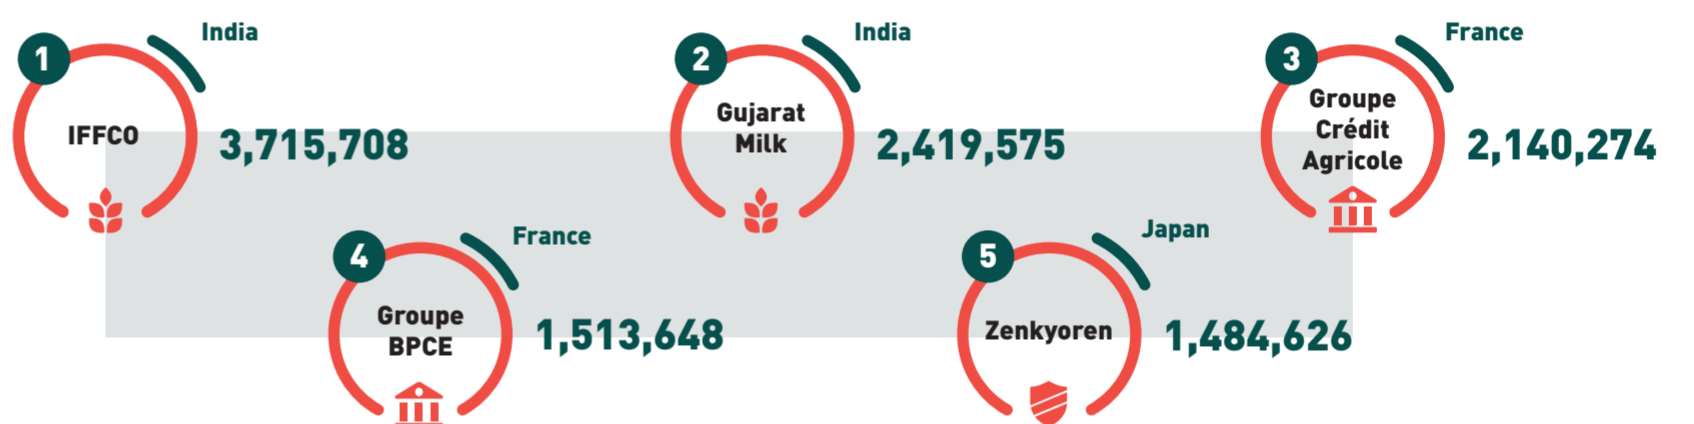 1
India
IFFCO
3,715,708
2
India
Gujarat
Milk
2,419,575
3
France
Groupe
Crédit
Agricole
2,140,274
4
France
Groupe
BPCE
1,513,648
5
Japan
Zenkyoren
1,484,626